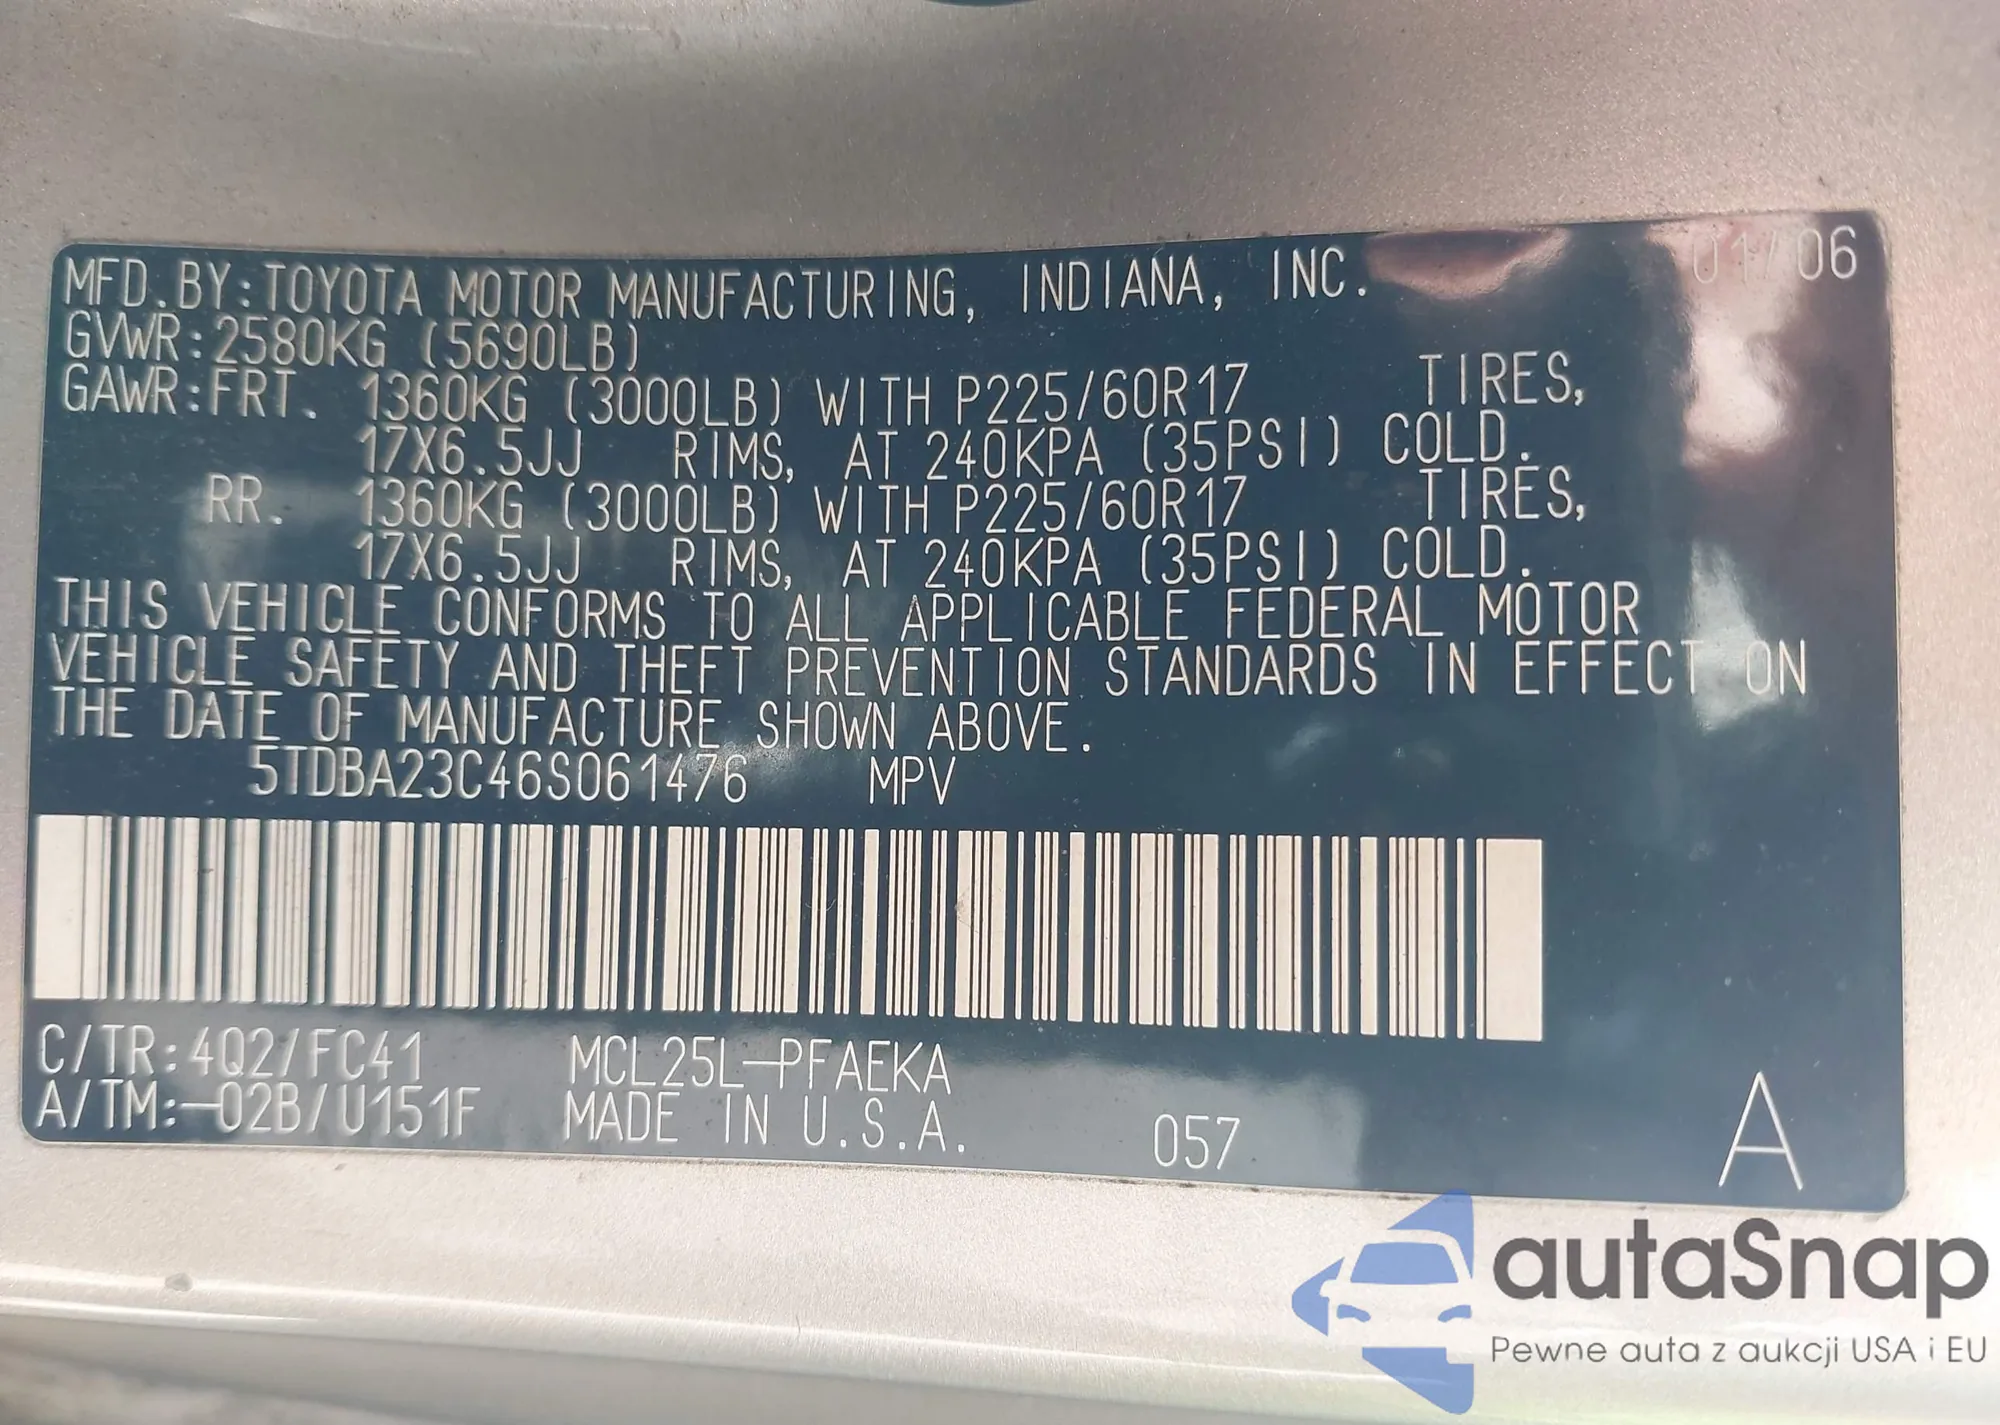 MFD.BY:TOYOTA MOTOR MANUFACTURING, INDIANA, INC. 01/06
GVWR:2580KG (5690LB)
GAWR:FRT. 1360KG (3000LB) WITH P225/60R17 TIRES,
17X6.5JJ RIMS, AT 240KPA (35PSI) COLD.
RR. 1360KG (3000LB) WITH P225/60R17 TIRES,
17X6.5JJ RIMS, AT 240KPA (35PSI) COLD.
THIS VEHICLE CONFORMS TO ALL APPLICABLE FEDERAL MOTOR
VEHICLE SAFETY AND THEFT PREVENTION STANDARDS IN EFFECT ON
THE DATE OF MANUFACTURE SHOWN ABOVE.
5TDBA23C46S061476 MPV
C/TR:4Q2/FC41 MCL25L-PFAEKA
A/TM:-02B/U151F MADE IN U.S.A. 057 A
autaSnap
Pewne auta z aukcji USA i EU